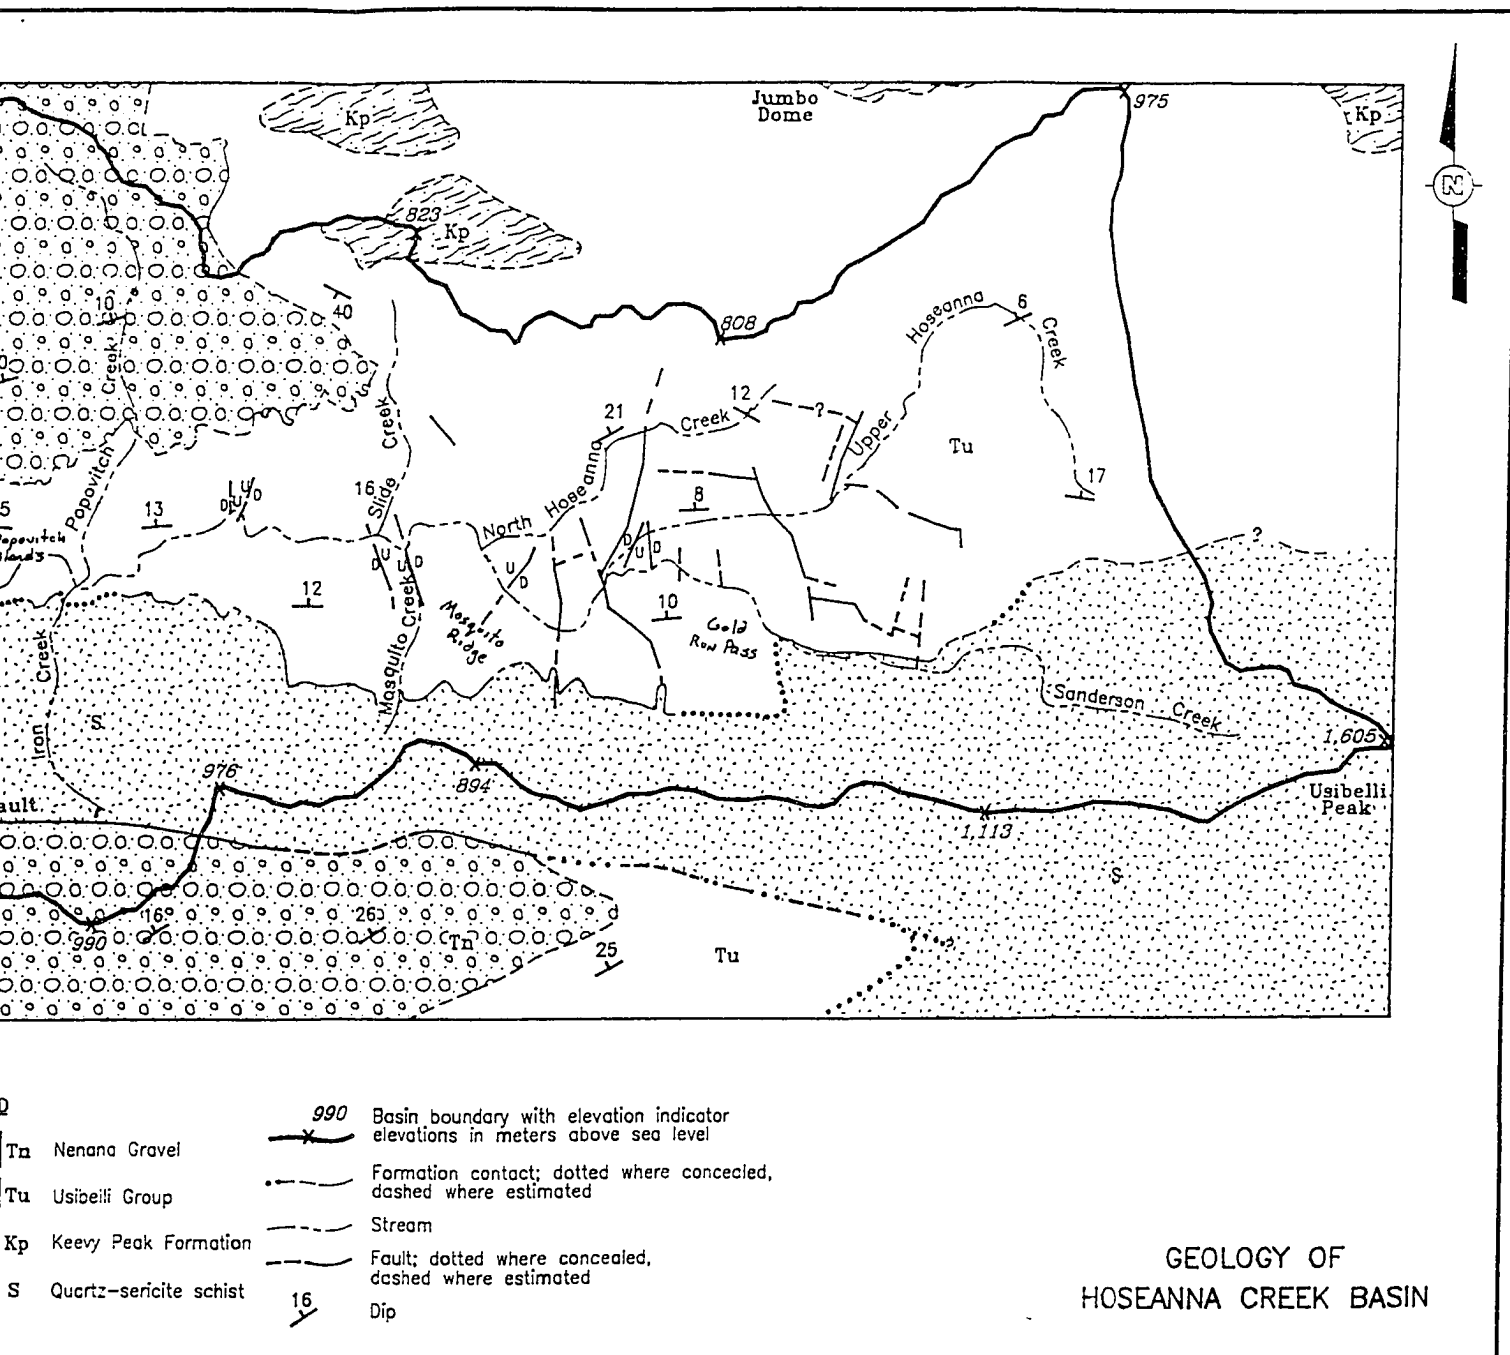 Jumbo
Dome
975
Kp
Kp
N
823
Kp
40
808
10
Hoseanna
6
Creek
Creek
21
Creek
12
?
Creek
Upper
Tu
Popovitch
16
Slide
13
U
D
U
D
North
Hoseanna
8
17
5
Popovitch
?
D
U
U
D
U
D
D
U
D
12
Mosquito Creek
Mosquito
Ridge
10
Gold
Run Pass
Iron
Creek
S
Sanderson Creek
1,605
976
894
Usibelli
Peak
1,113
ault
S
990
16
26
Tn
25
Tu
Tn Nenana Gravel
Tu Usibelli Group
Kp Keevy Peak Formation
S Quartz-sericite schist
990 Basin boundary with elevation indicator
elevations in meters above sea level
Formation contact; dotted where concealed,
dashed where estimated
Stream
Fault; dotted where concealed,
dashed where estimated
16
Dip
GEOLOGY OF
HOSEANNA CREEK BASIN